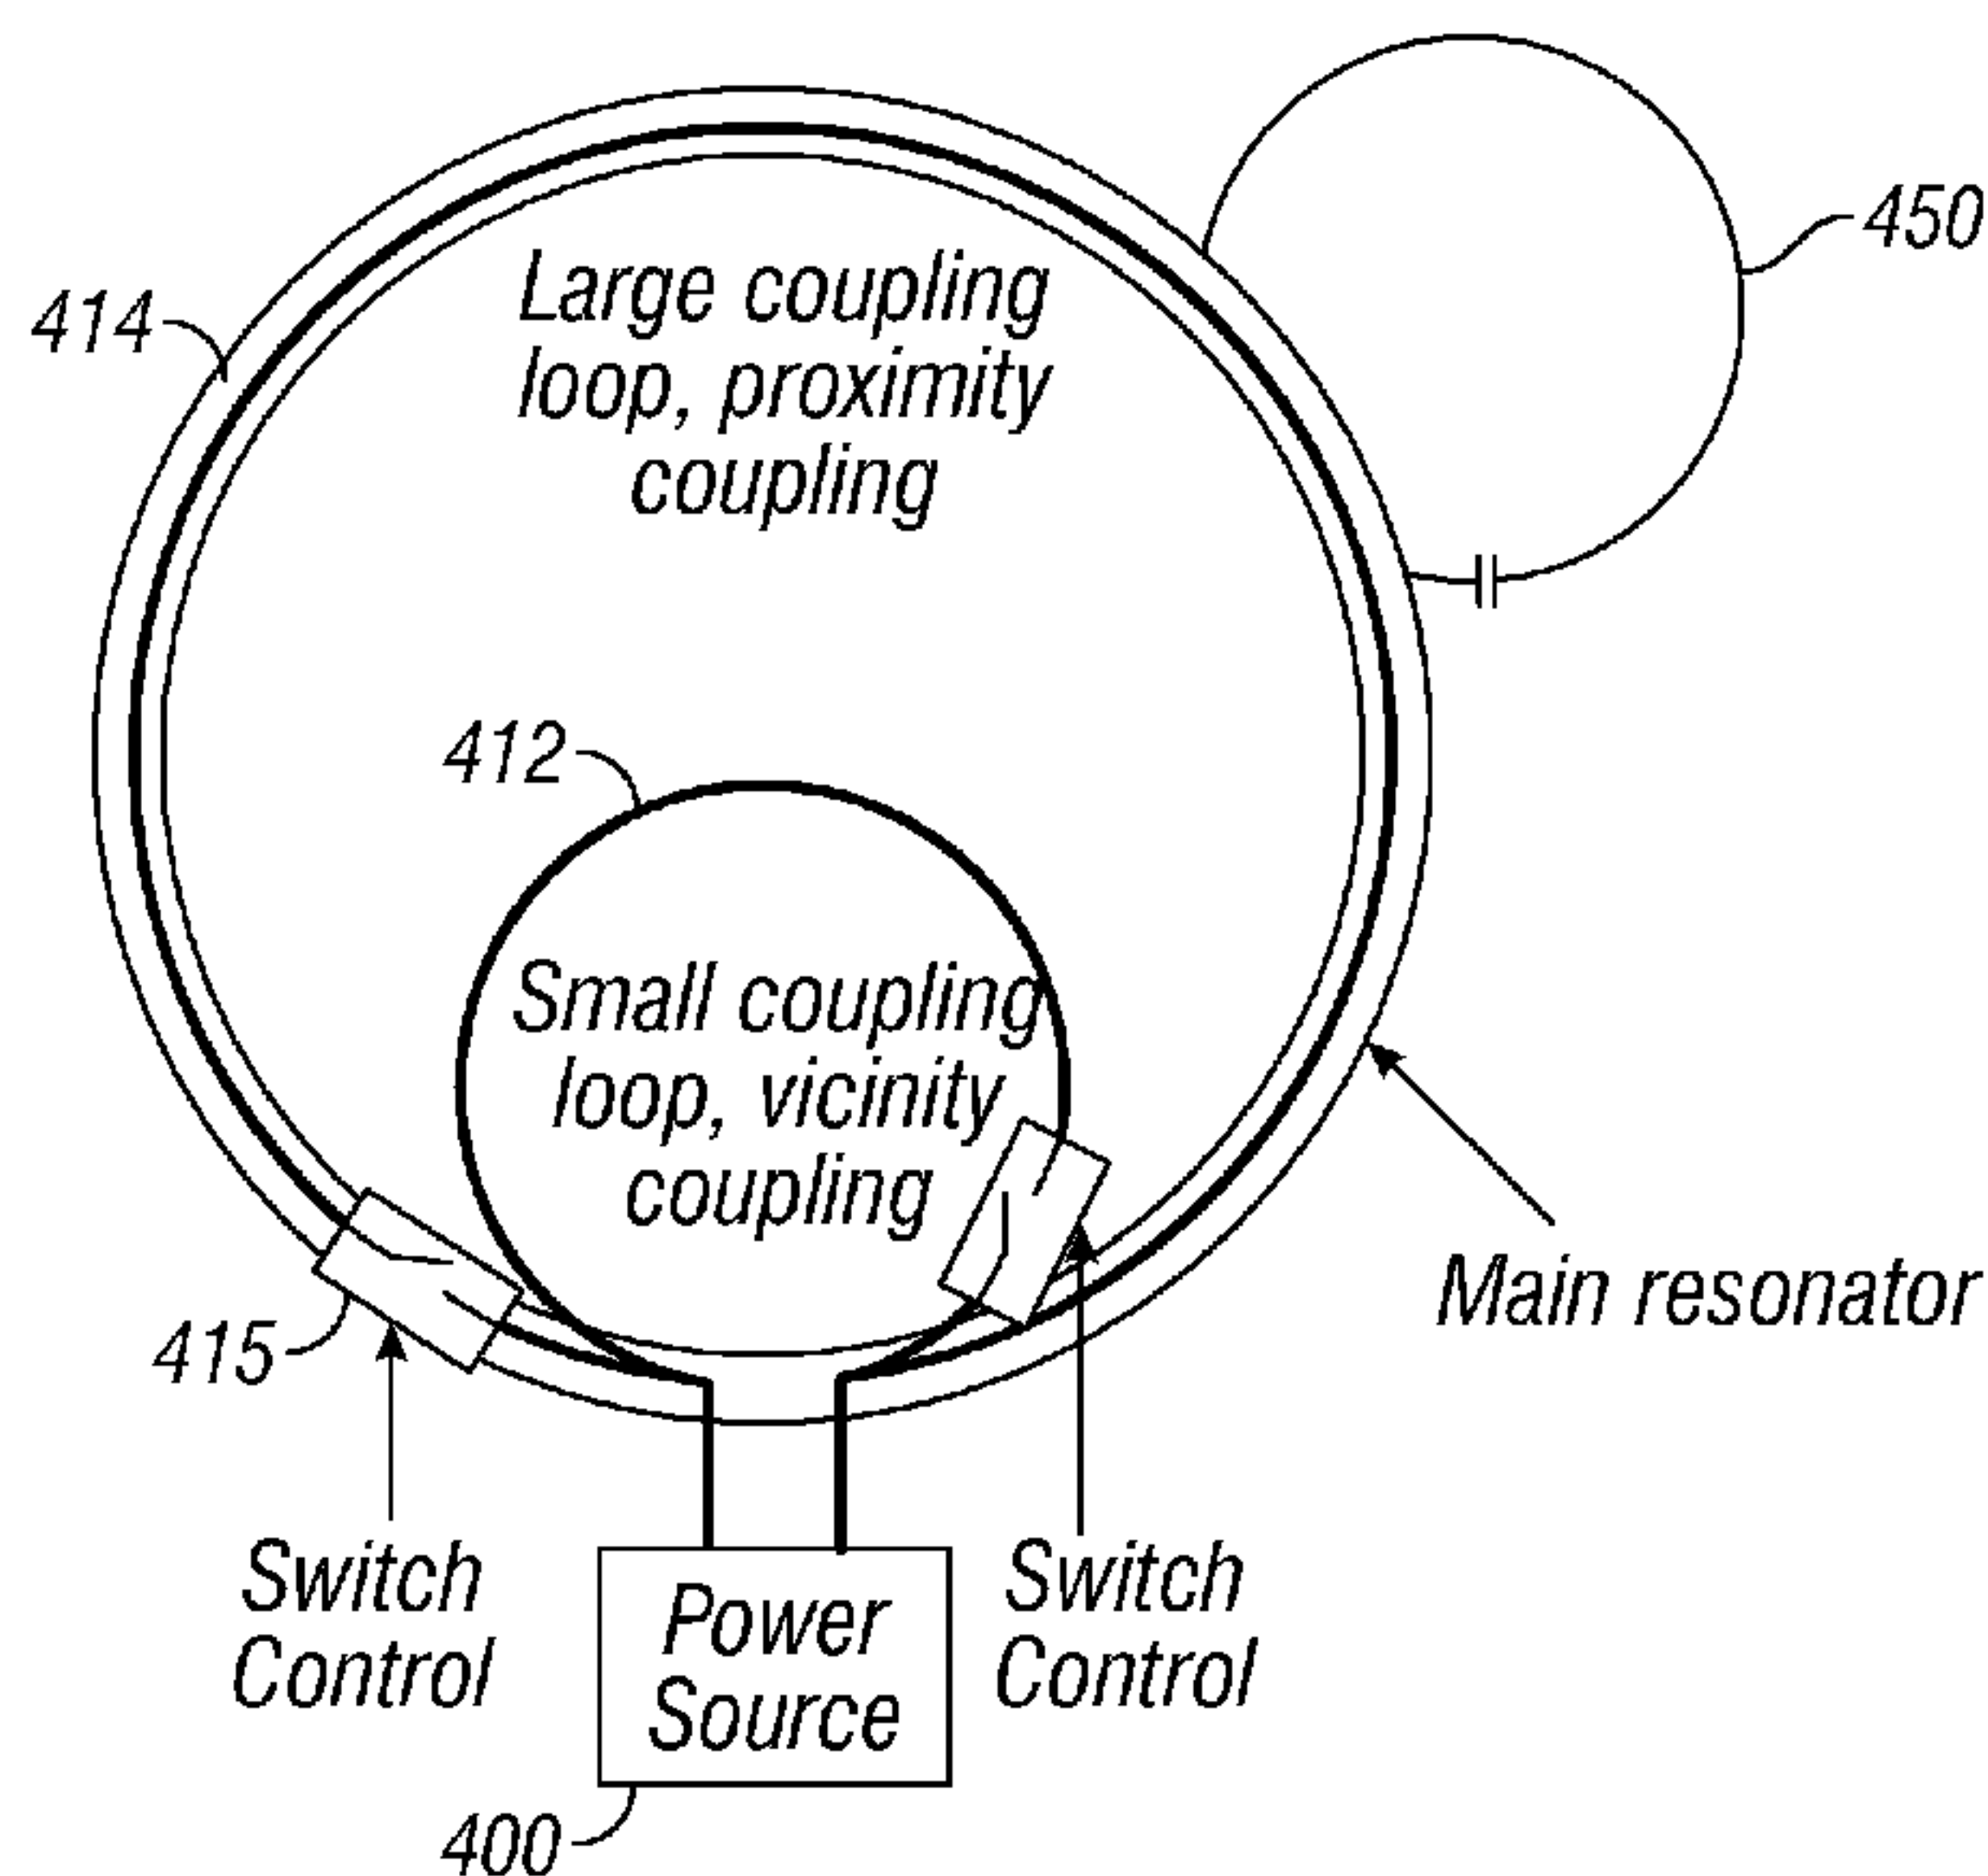 450
414
Large coupling
loop, proximity
coupling
412
Small coupling
loop, vicinity
coupling
415
Main resonator
Switch
Control
Switch
Control
Power
Source
400